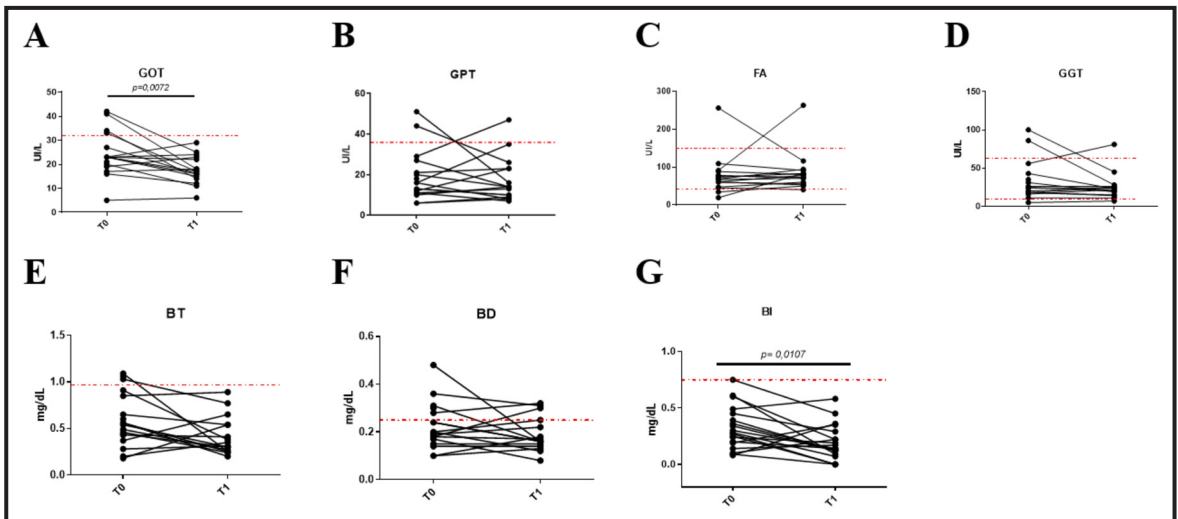 A
B
C
D
GOT
p=0,0072
50
40
30
20
10
0
UI/L
T0
T1
GPT
60
40
20
0
UI/L
T0
T1
FA
300
200
150
100
50
0
UI/L
T0
T1
GGT
150
100
50
0
UI/L
T0
T1
E
F
G
BT
1.5
1.0
0.5
0.0
mg/dL
T0
T1
BD
0.6
0.4
0.2
0.0
mg/dL
T0
T1
BI
p= 0,0107
1.0
0.5
0.0
mg/dL
T0
T1